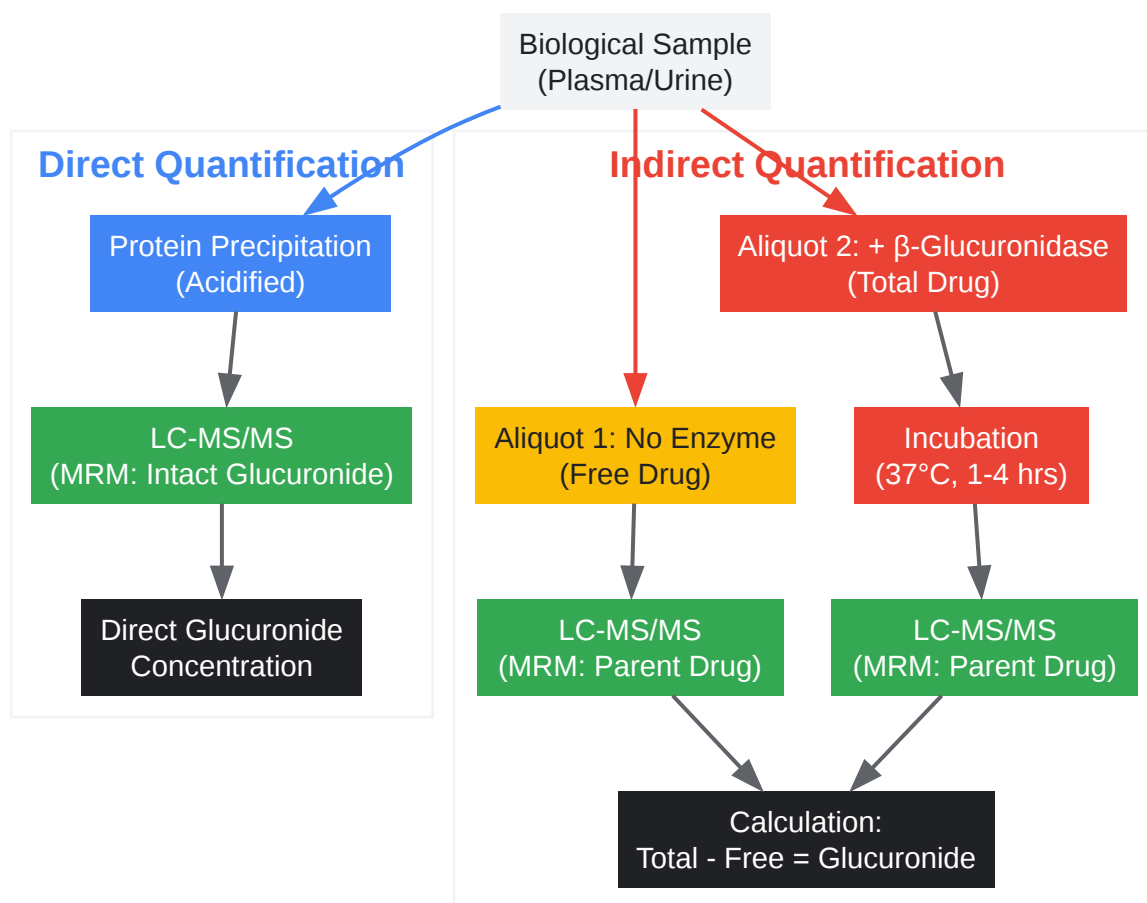 Biological Sample
(Plasma/Urine)
Direct Quantification
Protein Precipitation
(Acidified)
LC-MS/MS
(MRM: Intact Glucuronide)
Direct Glucuronide
Concentration
Indirect Quantification
Aliquot 2: + β-Glucuronidase
(Total Drug)
Aliquot 1: No Enzyme
(Free Drug)
Incubation
(37°C, 1-4 hrs)
LC-MS/MS
(MRM: Parent Drug)
LC-MS/MS
(MRM: Parent Drug)
Calculation:
Total - Free = Glucuronide